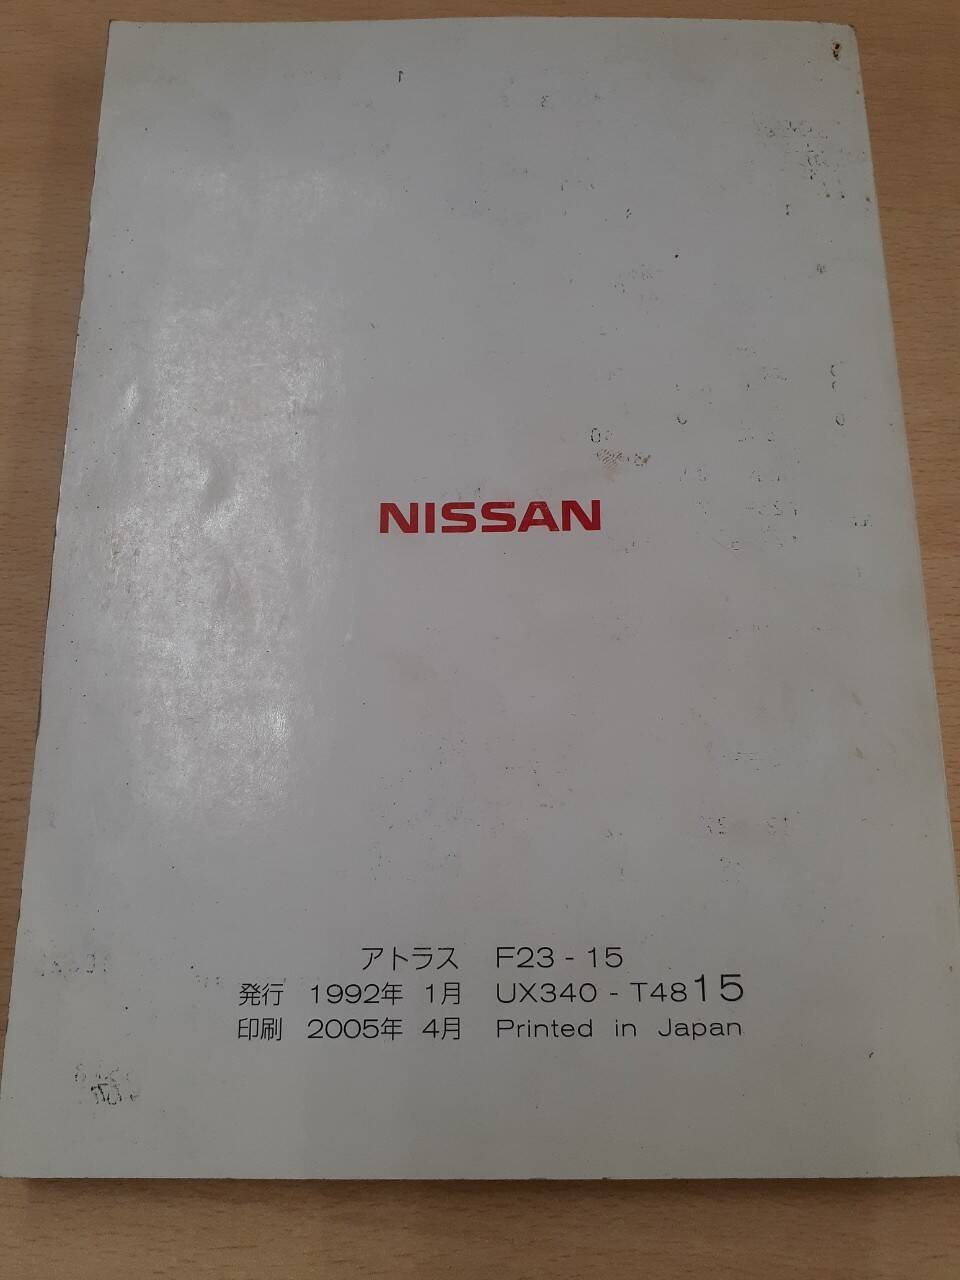 NISSAN
アトラス F23 - 15
発行 1992年 1月 UX340 - T4815
印刷 2005年 4月 Printed in Japan